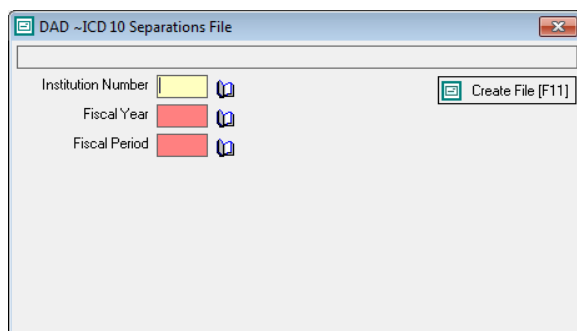 DAD ~ICD 10 Separations File
Institution Number
Create File [F11]
Fiscal Year
Fiscal Period